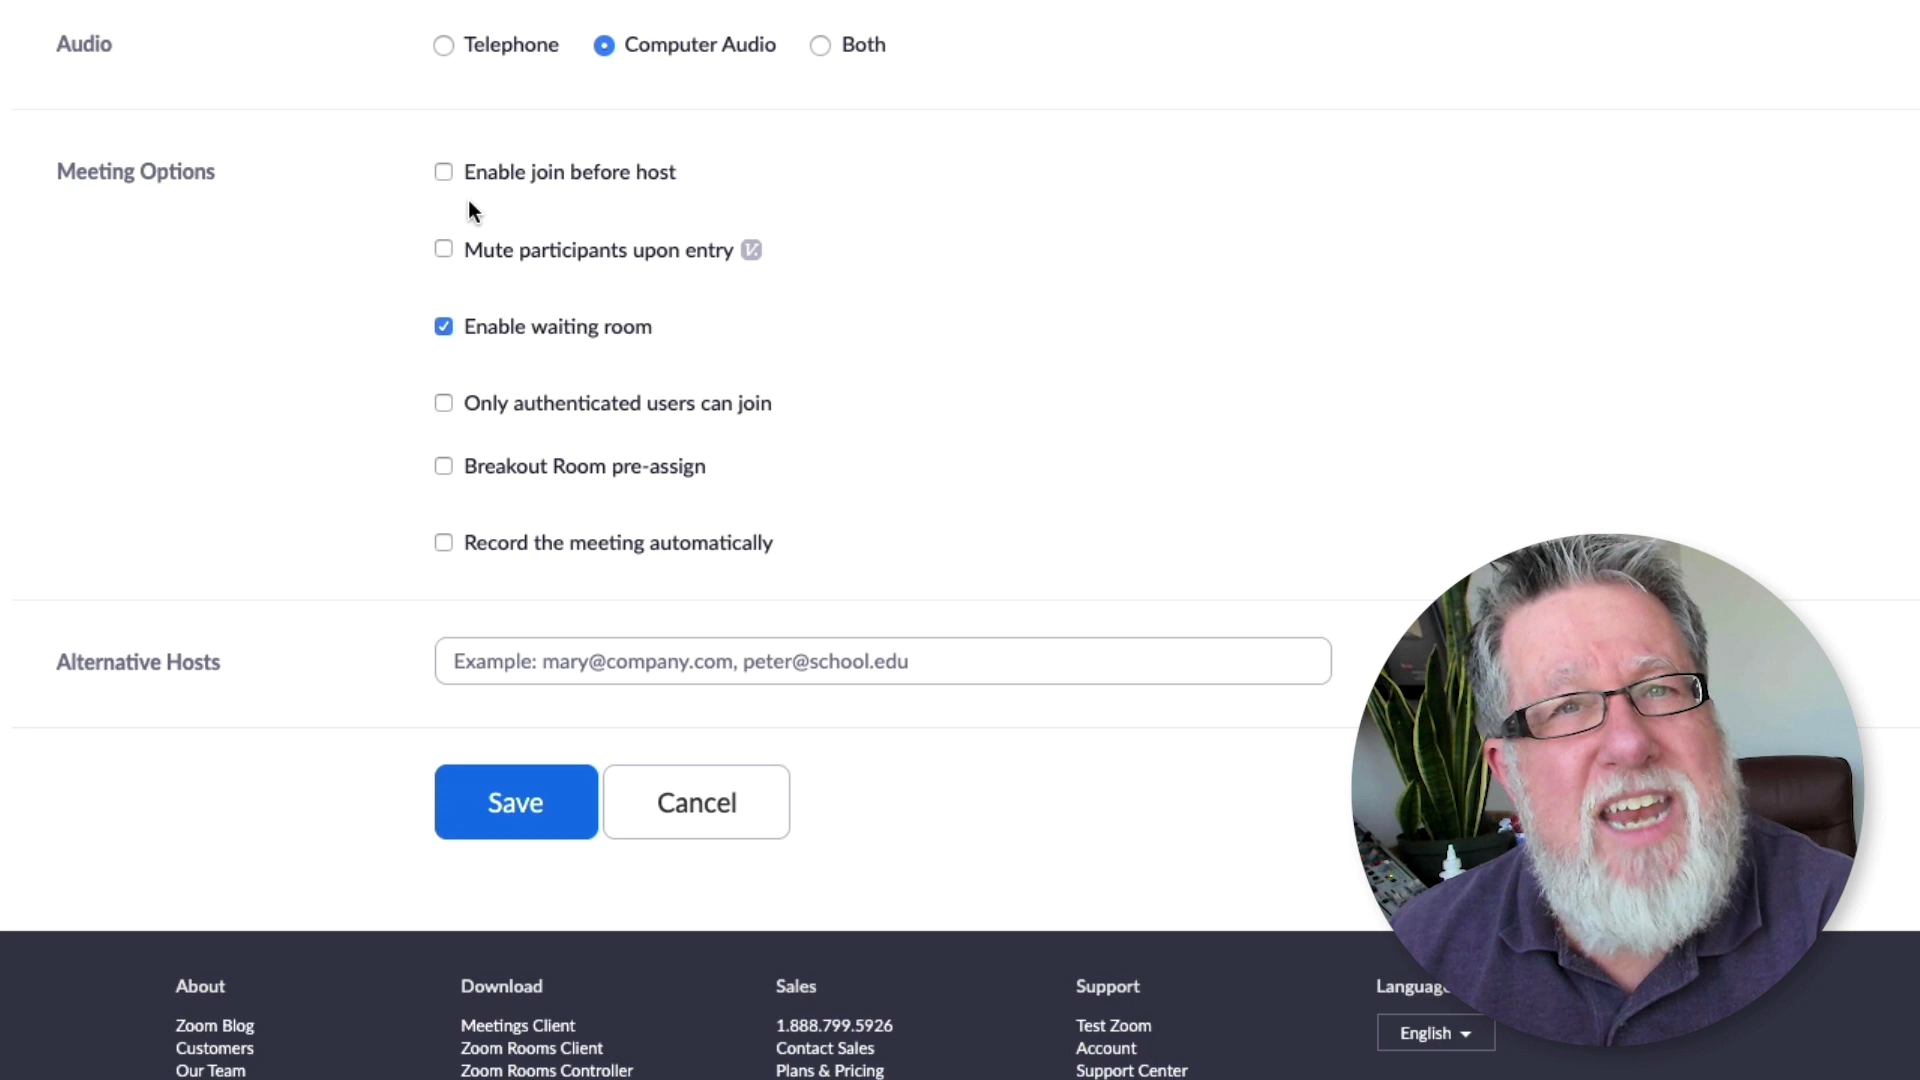 Audio
Telephone Computer Audio Both
Meeting Options
Enable join before host
Mute participants upon entry
Enable waiting room
Only authenticated users can join
Breakout Room pre-assign
Record the meeting automatically
Alternative Hosts
Example: mary@company.com, peter@school.edu
Save Cancel
About
Zoom Blog
Customers
Our Team
Download
Meetings Client
Zoom Rooms Client
Zoom Rooms Controller
Sales
1.888.799.5926
Contact Sales
Plans & Pricing
Support
Test Zoom
Account
Support Center
Language
English